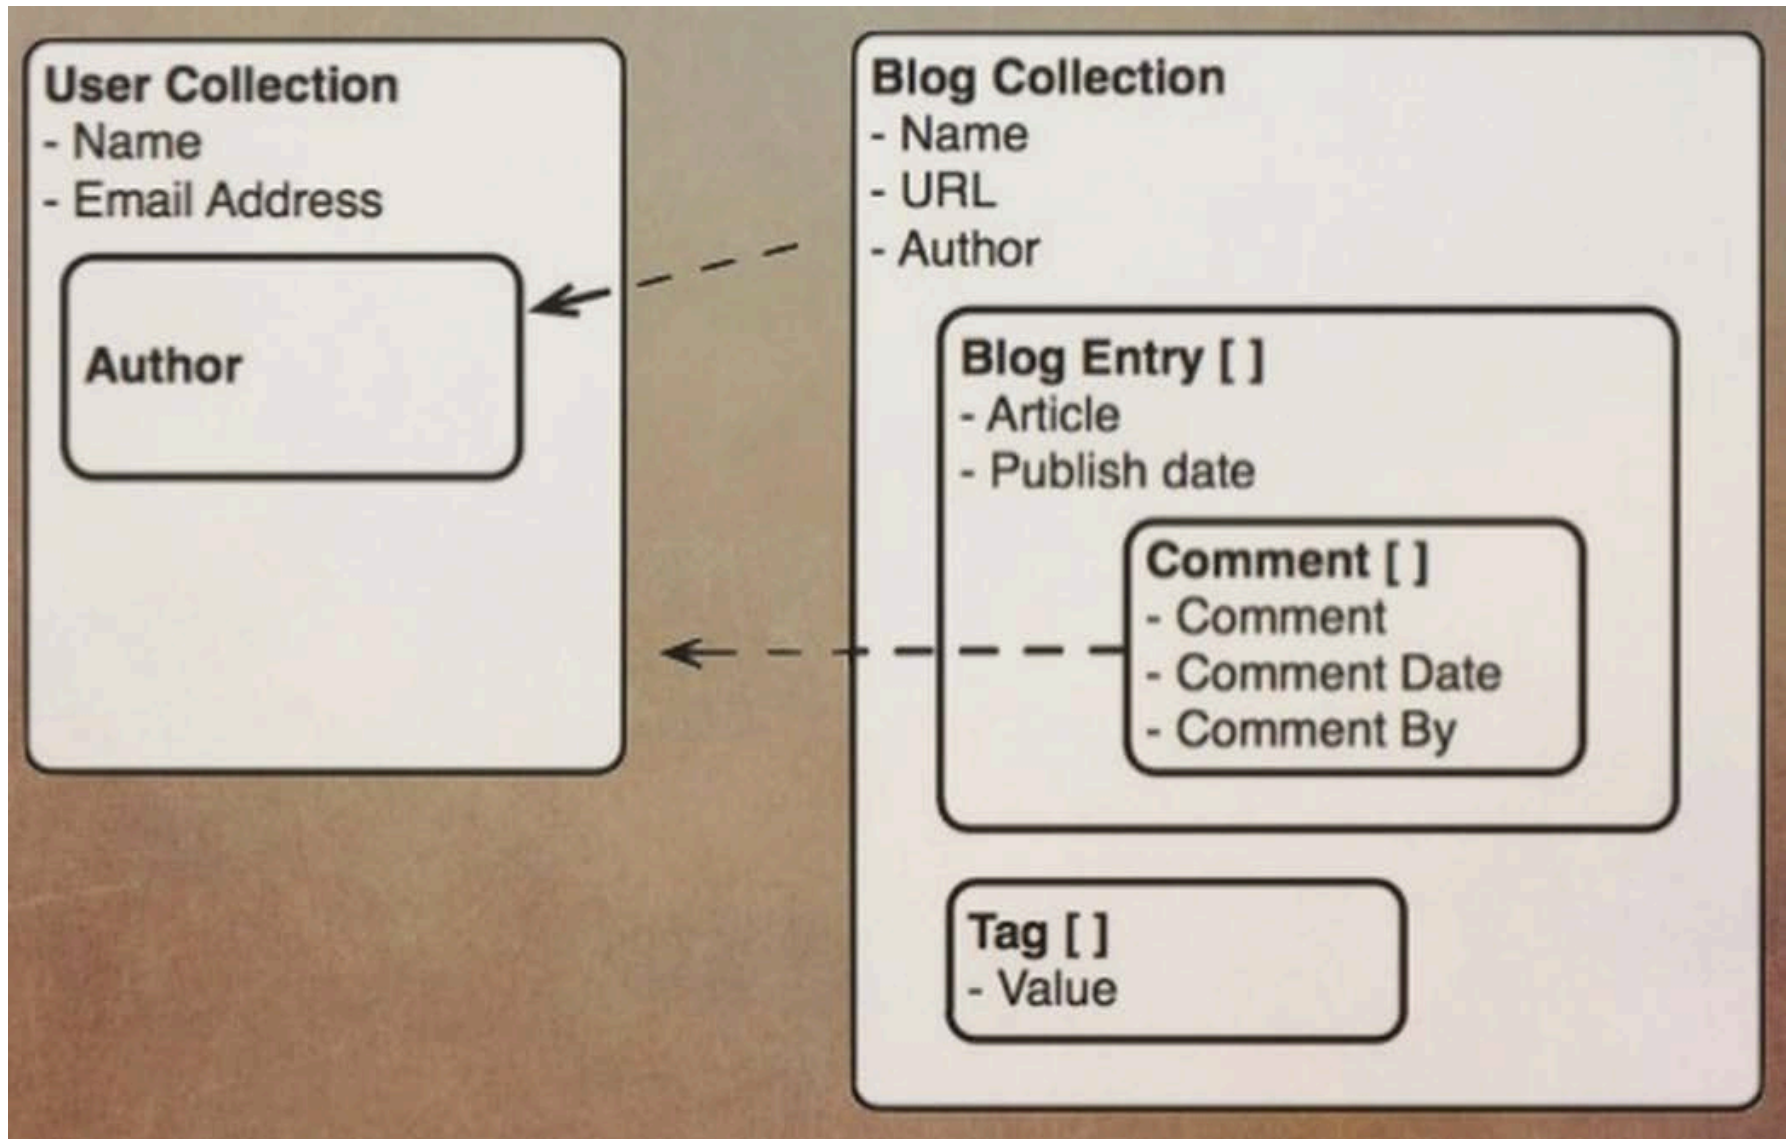 User Collection
- Name
- Email Address
Author
Blog Collection
- Name
- URL
- Author
Blog Entry [ ]
- Article
- Publish date
Comment [ ]
- Comment
- Comment Date
- Comment By
Tag [ ]
- Value